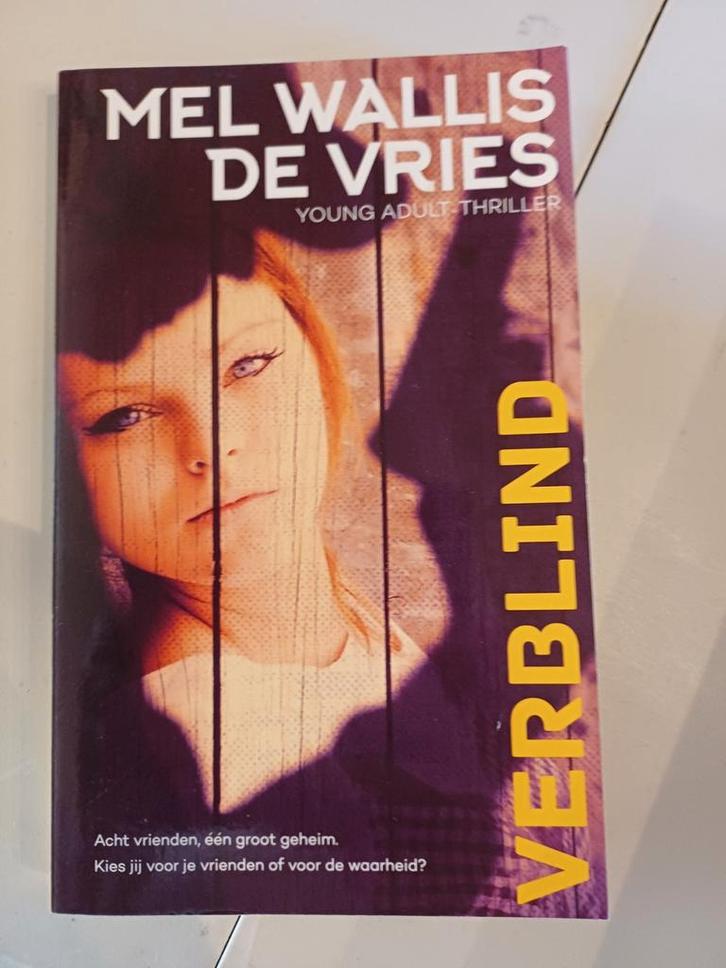 MEL WALLIS
DE VRIES
YOUNG ADULT-THRILLER
VERBLIND
Acht vrienden, één groot geheim.
Kies jij voor je vrienden of voor de waarheid?